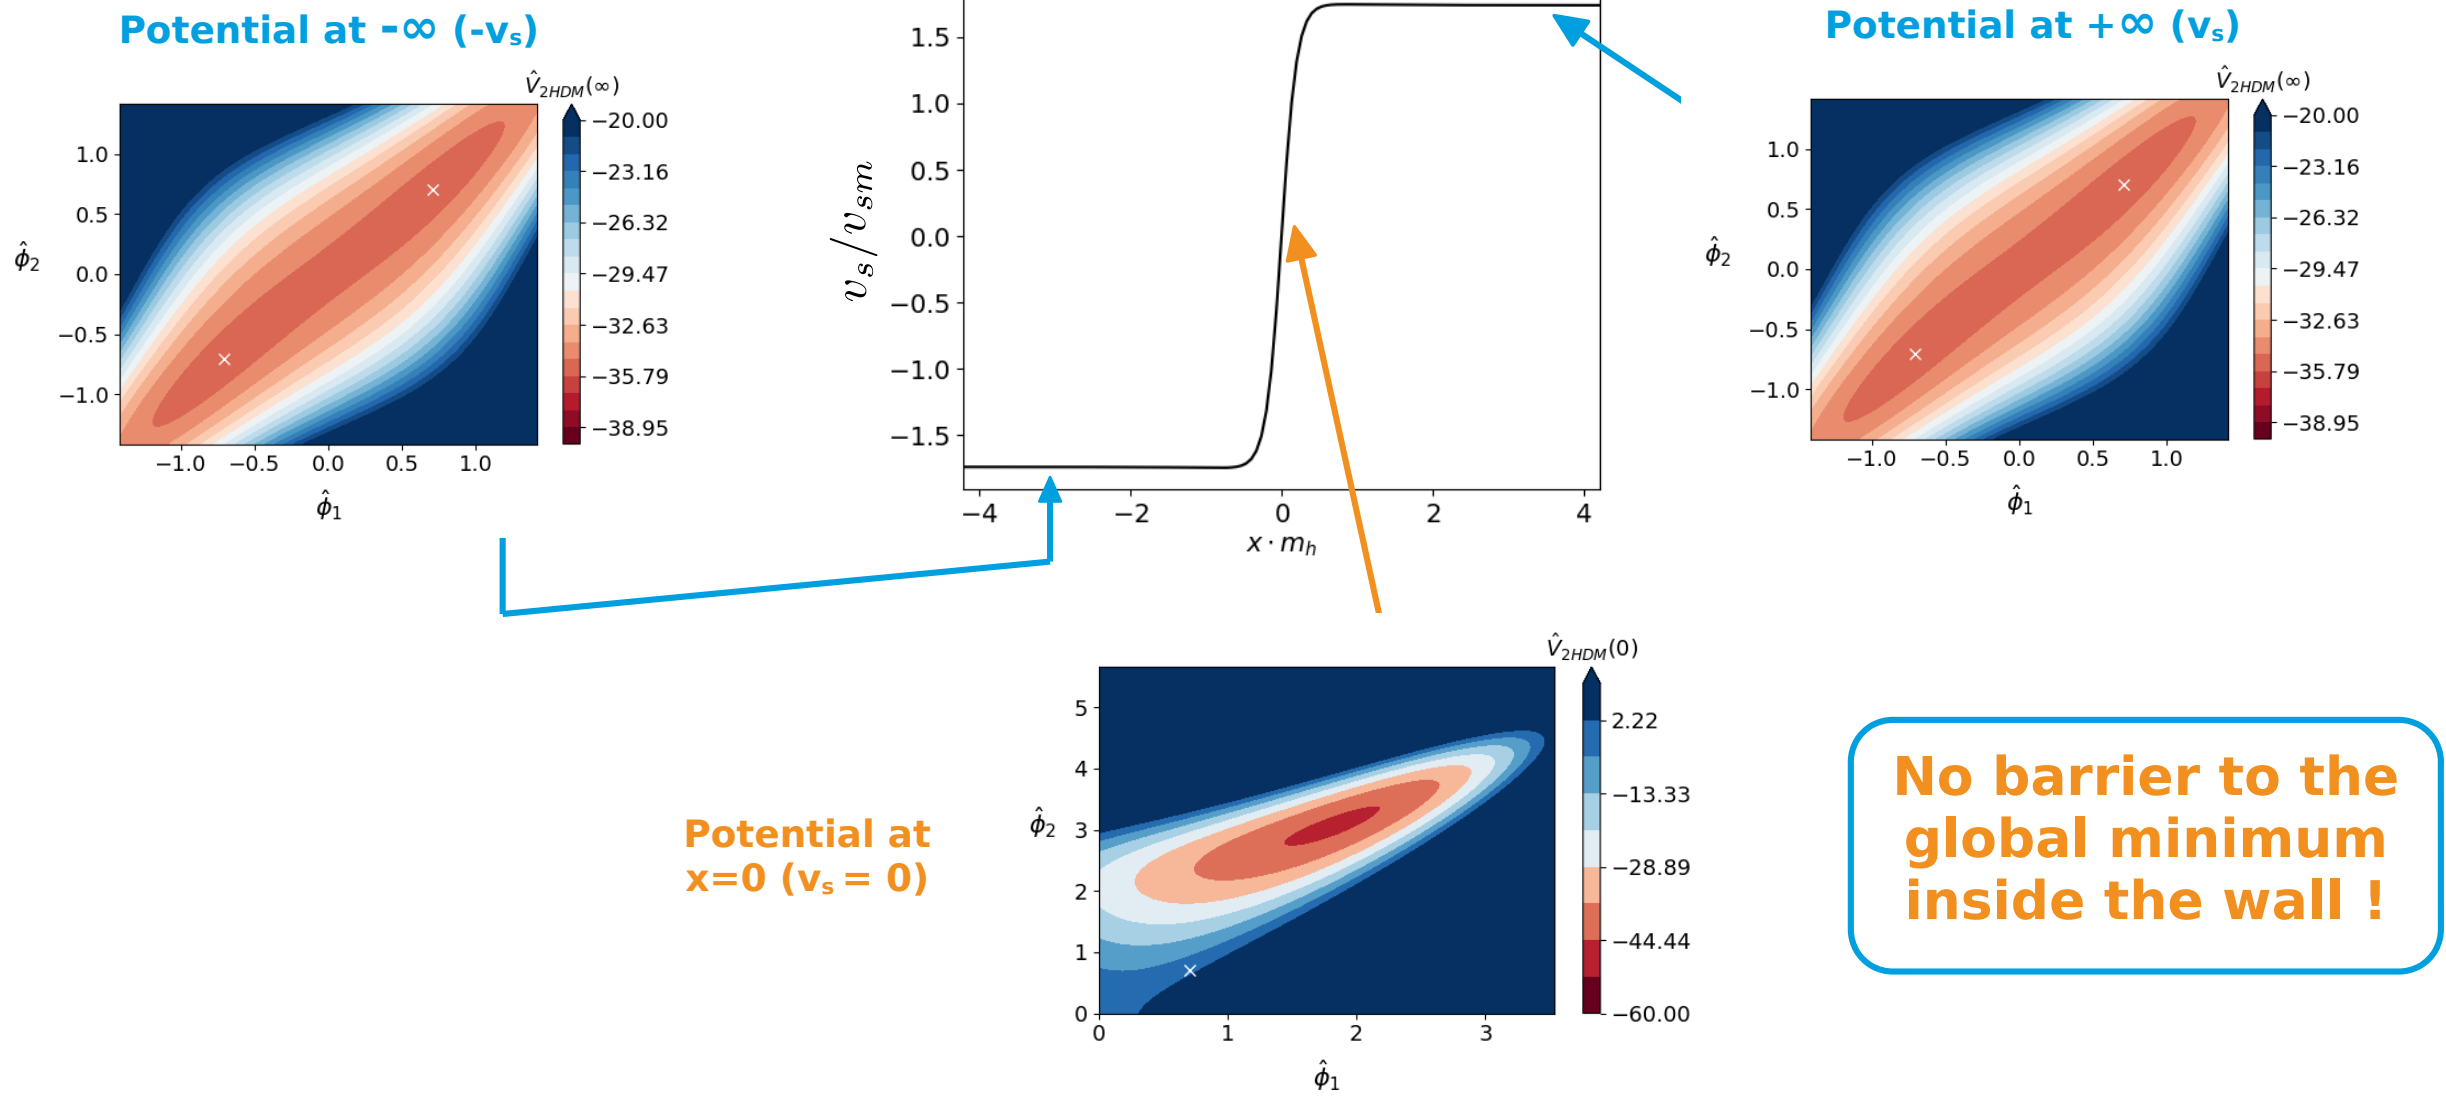 Potential at -∞ (-vₛ)
V̂₂HDM(∞)
−20.00
−23.16
−26.32
−29.47
−32.63
−35.79
−38.95
1.0
0.5
0.0
−0.5
−1.0
ϕ̂₂
−1.0 −0.5 0.0 0.5 1.0
ϕ̂₁
1.5
1.0
0.5
0.0
−0.5
−1.0
−1.5
vₛ/vₛₘ
−4 −2 0 2 4
x · mₕ
Potential at +∞ (vₛ)
V̂₂HDM(∞)
−20.00
−23.16
−26.32
−29.47
−32.63
−35.79
−38.95
1.0
0.5
0.0
−0.5
−1.0
ϕ̂₂
−1.0 −0.5 0.0 0.5 1.0
ϕ̂₁
Potential at
x=0 (vₛ = 0)
V̂₂HDM(0)
2.22
−13.33
−28.89
−44.44
−60.00
5
4
3
2
1
0
ϕ̂₂
0 1 2 3
ϕ̂₁
No barrier to the
global minimum
inside the wall !